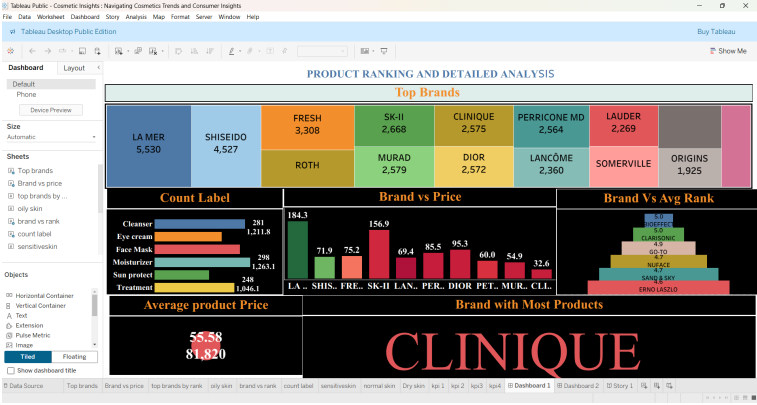 Tableau Public - Cosmetic Insights : Navigating Cosmetics Trends and Consumer Insights
File Data Worksheet Dashboard Story Analysis Map Format Server Window Help
Tableau Desktop Public Edition
Buy Tableau
Show Me
Dashboard Layout
Default
Phone
Device Preview
Size
Automatic
Sheets
Top brands
Brand vs price
top brands by ...
oily skin
brand vs rank
count label
sensitiveskin
Objects
Horizontal Container
Vertical Container
Text
Extension
Pulse Metric
Image
Tiled Floating
Show dashboard title
PRODUCT RANKING AND DETAILED ANALYSIS
Top Brands
LA MER
5,530
SHISEIDO
4,527
FRESH
3,308
ROTH
SK-II
2,668
MURAD
2,579
CLINIQUE
2,575
DIOR
2,572
PERRICONE MD
2,564
LANCÔME
2,360
LAUDER
2,269
SOMERVILLE
ORIGINS
1,925
Count Label
Cleanser 281
Eye cream 1,211.8
Face Mask
Moisturizer 298
1,263.1
Sun protect
248
Treatment 1,046.1
Brand vs Price
184.3 71.9 75.2 156.9 69.4 85.5 95.3 60.0 54.9 32.6
LA .. SHIS.. FRE.. SK-II LAN.. PER.. DIOR PET.. MUR.. CLI..
Brand Vs Avg Rank
5.0
BIOEFFECT
5.0
CLARISONIC
4.9
GO-TO
4.7
NUFACE
4.7
SAND & SKY
4.6
ERNO LASZLO
Average product Price
55.58
81,820
Brand with Most Products
CLINIQUE
Data Source Top brands Brand vs price top brands by rank oily skin brand vs rank count label sensitiveskin normal skin Dry skin kpi 1 kpi 2 kpi3 kpi4 Dashboard 1 Dashboard 2 Story 1